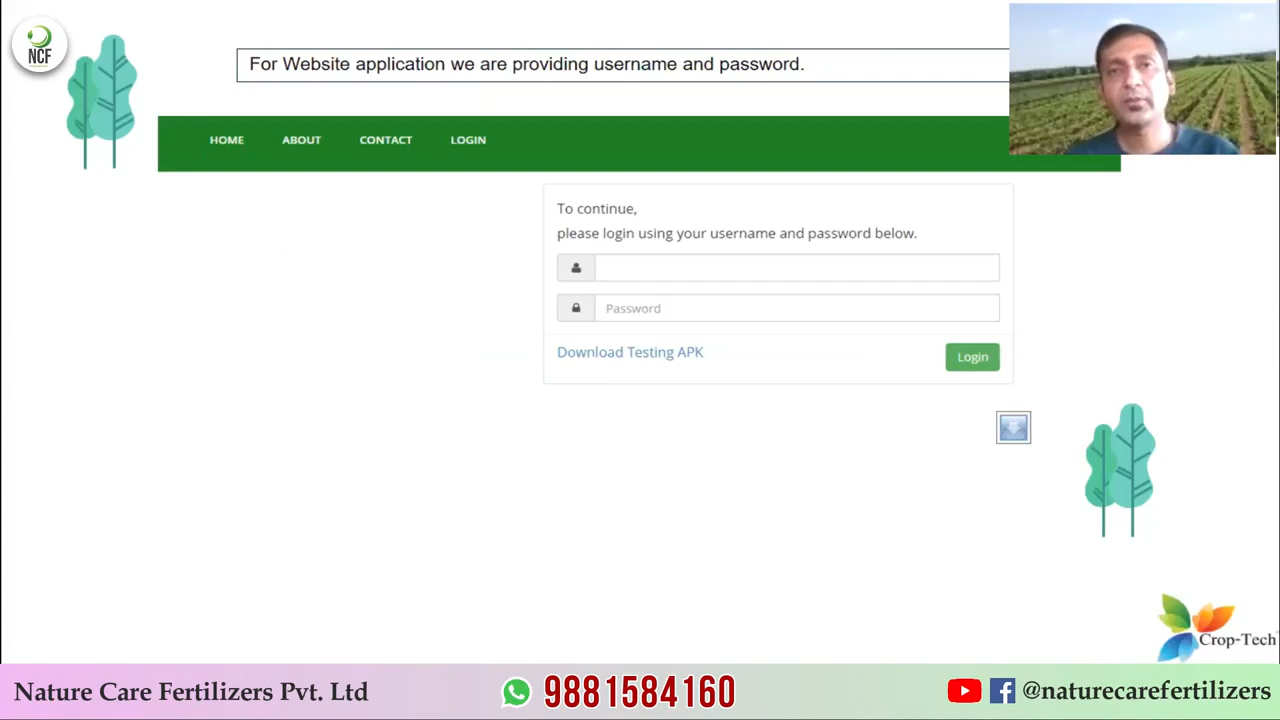 NCF
For Website application we are providing username and password.
HOME ABOUT CONTACT LOGIN
To continue,
please login using your username and password below.
Password
Download Testing APK
Login
Crop-Tech
Nature Care Fertilizers Pvt. Ltd
9881584160
@naturecarefertilizers